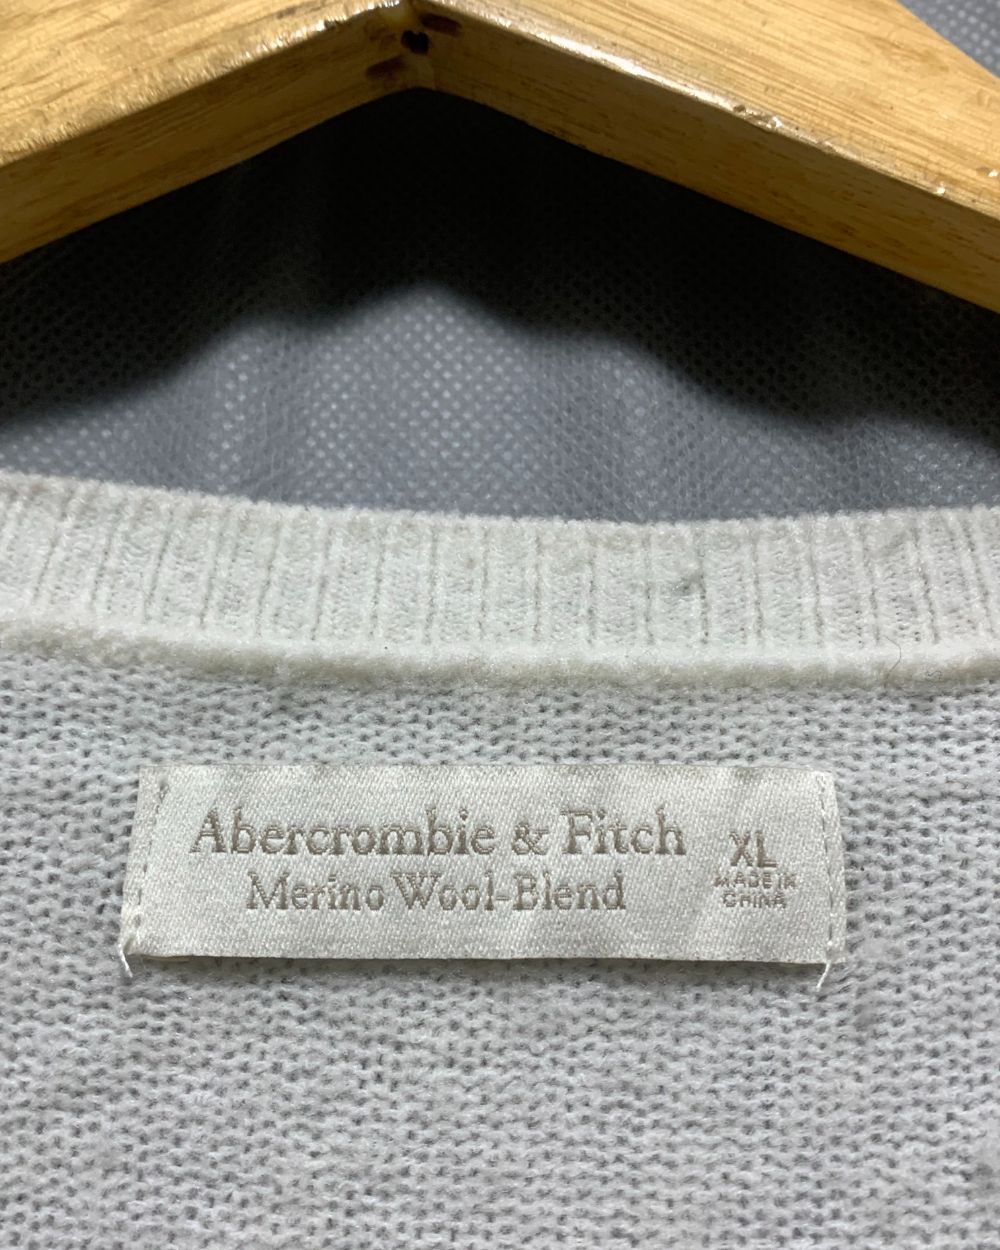 Abercrombie & Fitch
Merino Wool-Blend
XL
MADE IN
CHINA